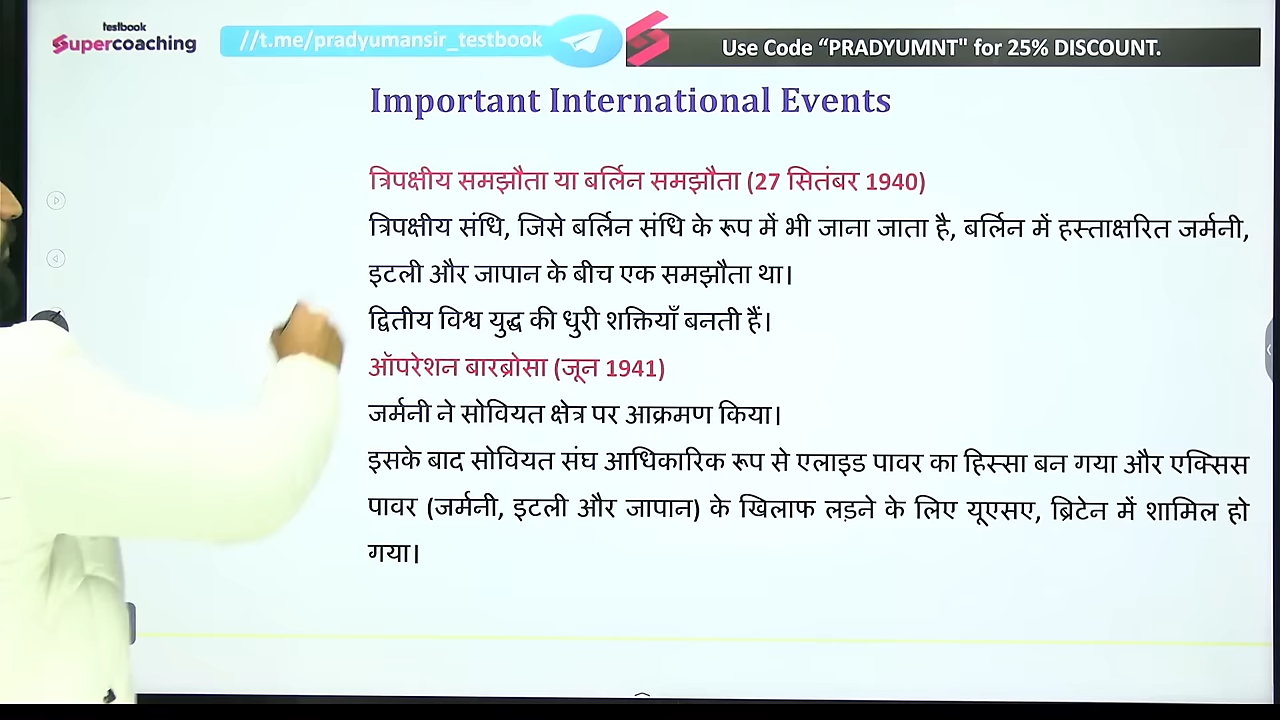 testbook
Supercoaching
//t.me/pradyumansir_testbook
Use Code “PRADYUMNT" for 25% DISCOUNT.
Important International Events
त्रिपक्षीय समझौता या बर्लिन समझौता (27 सितंबर 1940)
त्रिपक्षीय संधि, जिसे बर्लिन संधि के रूप में भी जाना जाता है, बर्लिन में हस्ताक्षरित जर्मनी,
इटली और जापान के बीच एक समझौता था।
द्वितीय विश्व युद्ध की धुरी शक्तियाँ बनती हैं।
ऑपरेशन बारब्रोसा (जून 1941)
जर्मनी ने सोवियत क्षेत्र पर आक्रमण किया।
इसके बाद सोवियत संघ आधिकारिक रूप से एलाइड पावर का हिस्सा बन गया और एक्सिस
पावर (जर्मनी, इटली और जापान) के खिलाफ लड़ने के लिए यूएसए, ब्रिटेन में शामिल हो
गया।